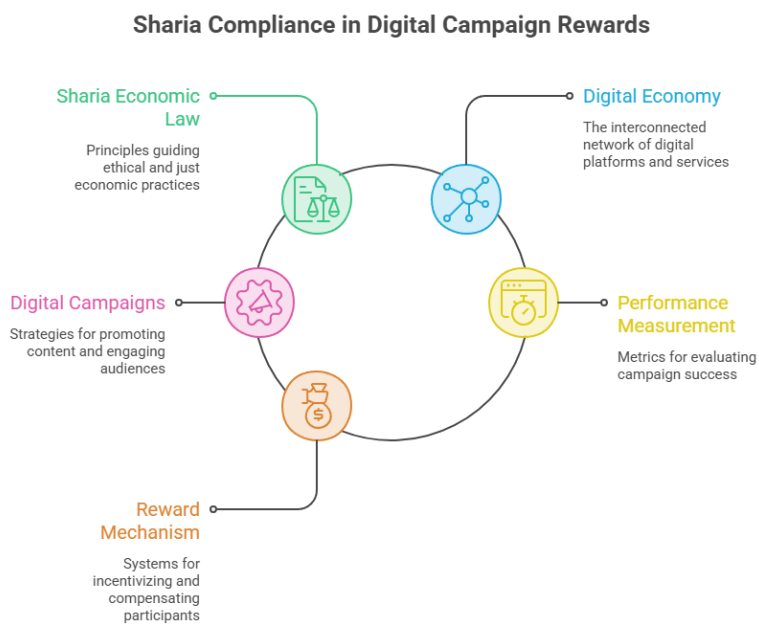 Sharia Compliance in Digital Campaign Rewards
Sharia Economic
Law
Principles guiding
ethical and just
economic practices
Digital Economy
The interconnected
network of digital
platforms and services
Digital Campaigns
Strategies for promoting
content and engaging
audiences
Performance
Measurement
Metrics for evaluating
campaign success
Reward
Mechanism
Systems for
incentivizing and
compensating
participants
$